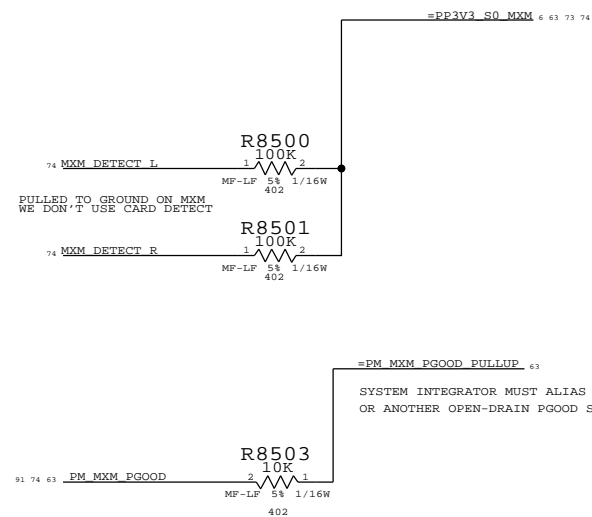 =PP3V3_S0_MXM 6 63 73 74
R8500
100K
74 MXM_DETECT_L 1 2
MF-LF 5% 1/16W
402
PULLED TO GROUND ON MXM
WE DON'T USE CARD DETECT
R8501
100K
74 MXM_DETECT_R 1 2
MF-LF 5% 1/16W
402
=PM_MXM_PGOOD_PULLUP 63
SYSTEM INTEGRATOR MUST ALIAS
OR ANOTHER OPEN-DRAIN PGOOD S
R8503
10K
91 74 63 PM_MXM_PGOOD 2 1
MF-LF 5% 1/16W
402